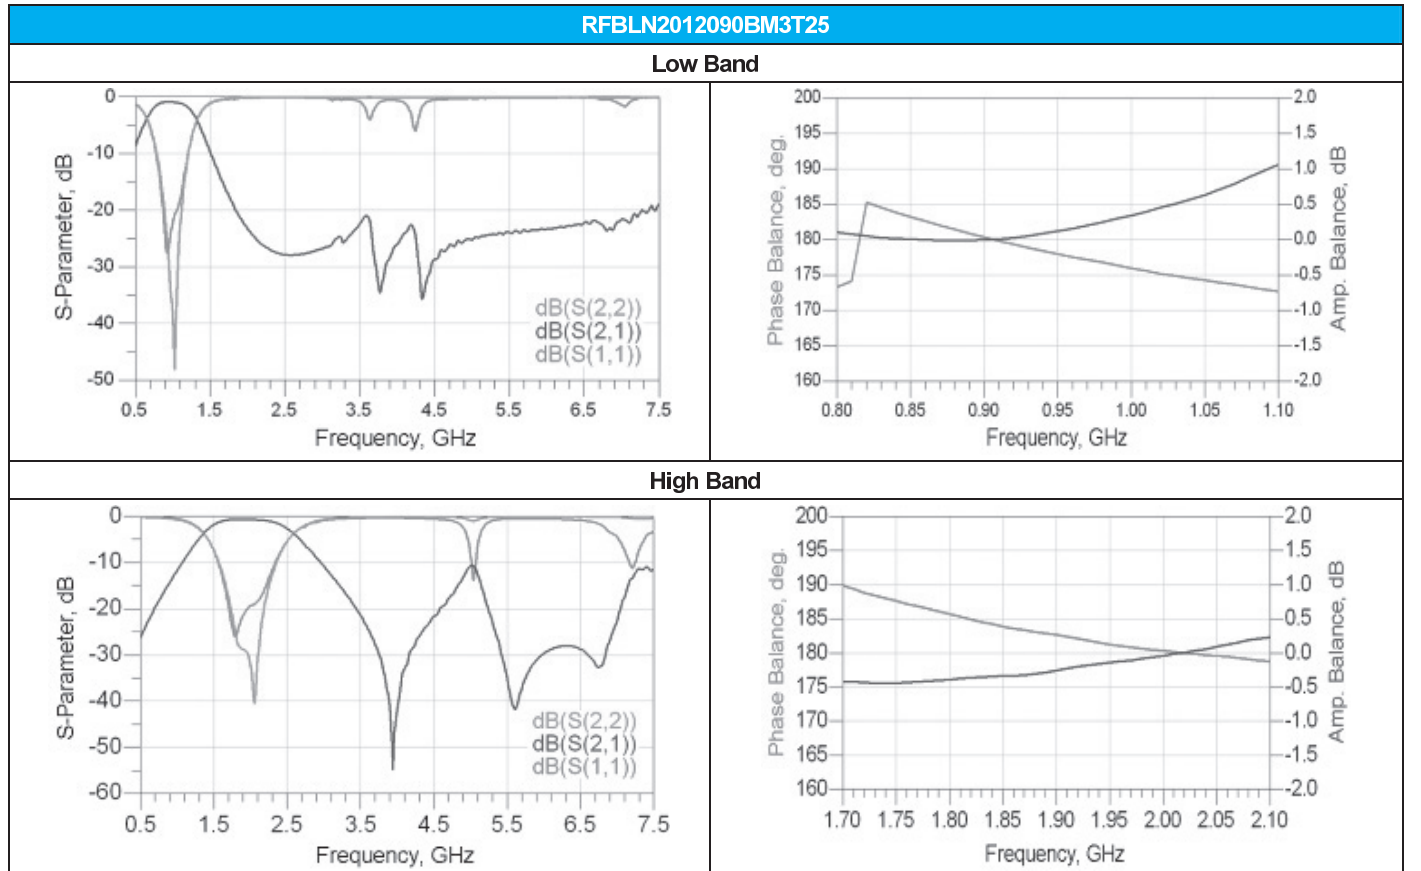 RFBLN2012090BM3T25
Low Band
0
-10
-20
-30
-40
-50
S-Parameter, dB
dB(S(2,2))
dB(S(2,1))
dB(S(1,1))
0.5 1.5 2.5 3.5 4.5 5.5 6.5 7.5
Frequency, GHz
200
195
190
185
180
175
170
165
160
Phase Balance, deg.
2.0
1.5
1.0
0.5
0.0
-0.5
-1.0
-1.5
-2.0
Amp. Balance, dB
0.80 0.85 0.90 0.95 1.00 1.05 1.10
Frequency, GHz
High Band
0
-10
-20
-30
-40
-50
-60
S-Parameter, dB
dB(S(2,2))
dB(S(2,1))
dB(S(1,1))
0.5 1.5 2.5 3.5 4.5 5.5 6.5 7.5
Frequency, GHz
200
195
190
185
180
175
170
165
160
Phase Balance, deg.
2.0
1.5
1.0
0.5
0.0
-0.5
-1.0
-1.5
-2.0
Amp. Balance, dB
1.70 1.75 1.80 1.85 1.90 1.95 2.00 2.05 2.10
Frequency, GHz